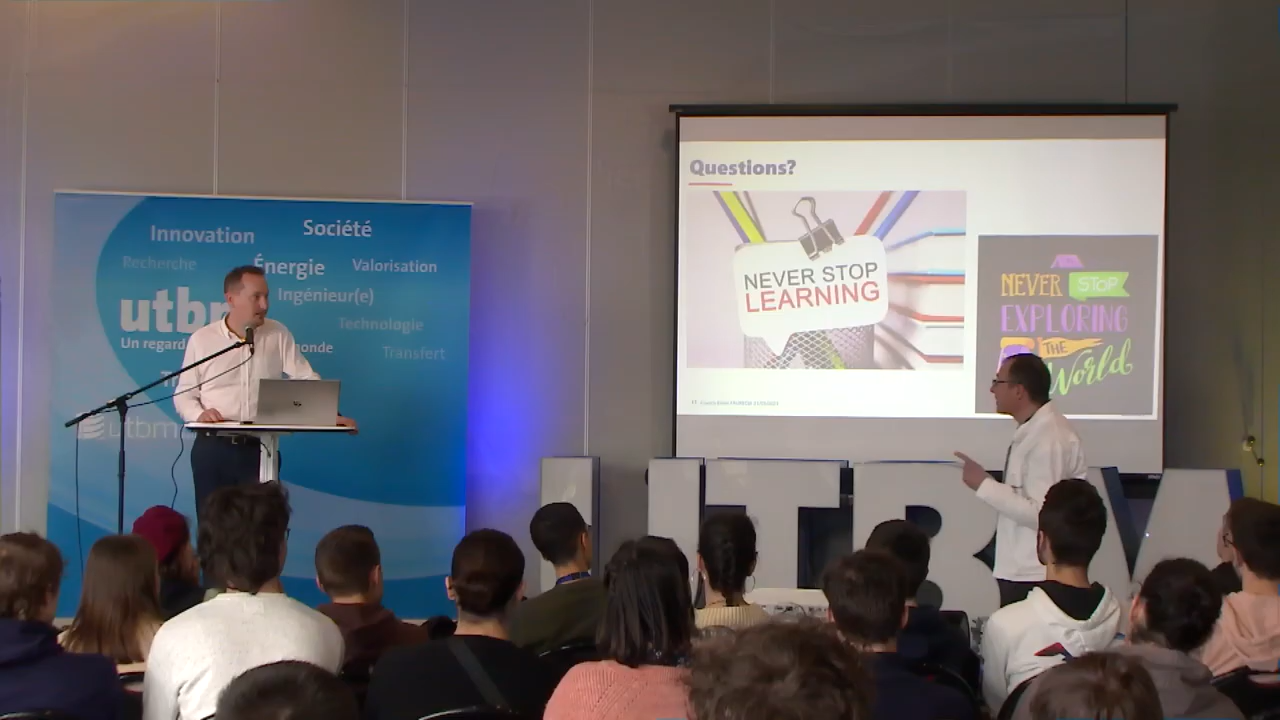 Innovation
Société
Recherche
Énergie
Valorisation
Ingénieur(e)
utb
Technologie
Un regard
monde
Transfert
utbm
Questions?
NEVER STOP
LEARNING
NEVER STOP
EXPLORING
THE
World
UTBM